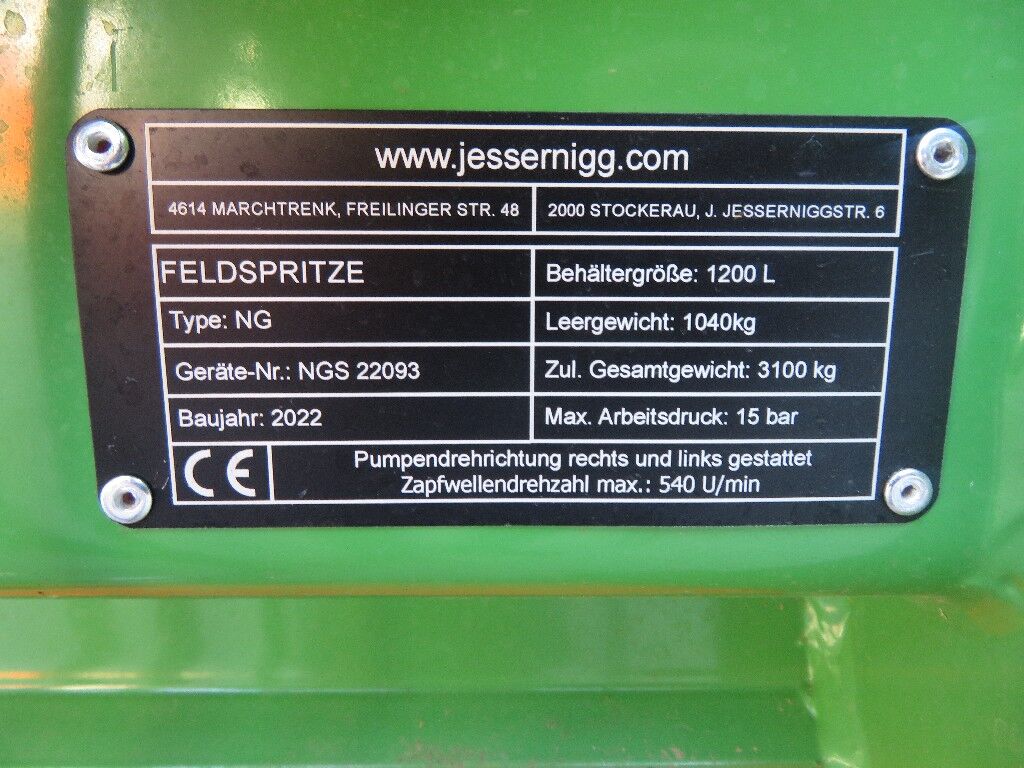 www.jessernigg.com
4614 MARCHTRENK, FREILINGER STR. 48
2000 STOCKERAU, J. JESSERNIGGSTR. 6
FELDSPRITZE
Behältergröße: 1200 L
Type: NG
Leergewicht: 1040kg
Geräte-Nr.: NGS 22093
Zul. Gesamtgewicht: 3100 kg
Baujahr: 2022
Max. Arbeitsdruck: 15 bar
CE
Pumpendrehrichtung rechts und links gestattet
Zapfwellendrehzahl max.: 540 U/min